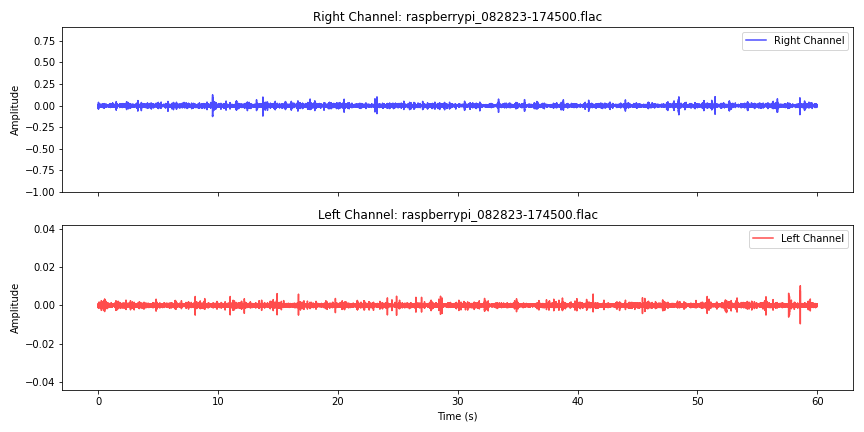 Right Channel: raspberrypi_082823-174500.flac
Right Channel
0.75
0.50
0.25
0.00
−0.25
−0.50
−0.75
−1.00
Amplitude
Left Channel: raspberrypi_082823-174500.flac
Left Channel
0.04
0.02
0.00
−0.02
−0.04
Amplitude
0 10 20 30 40 50 60
Time (s)